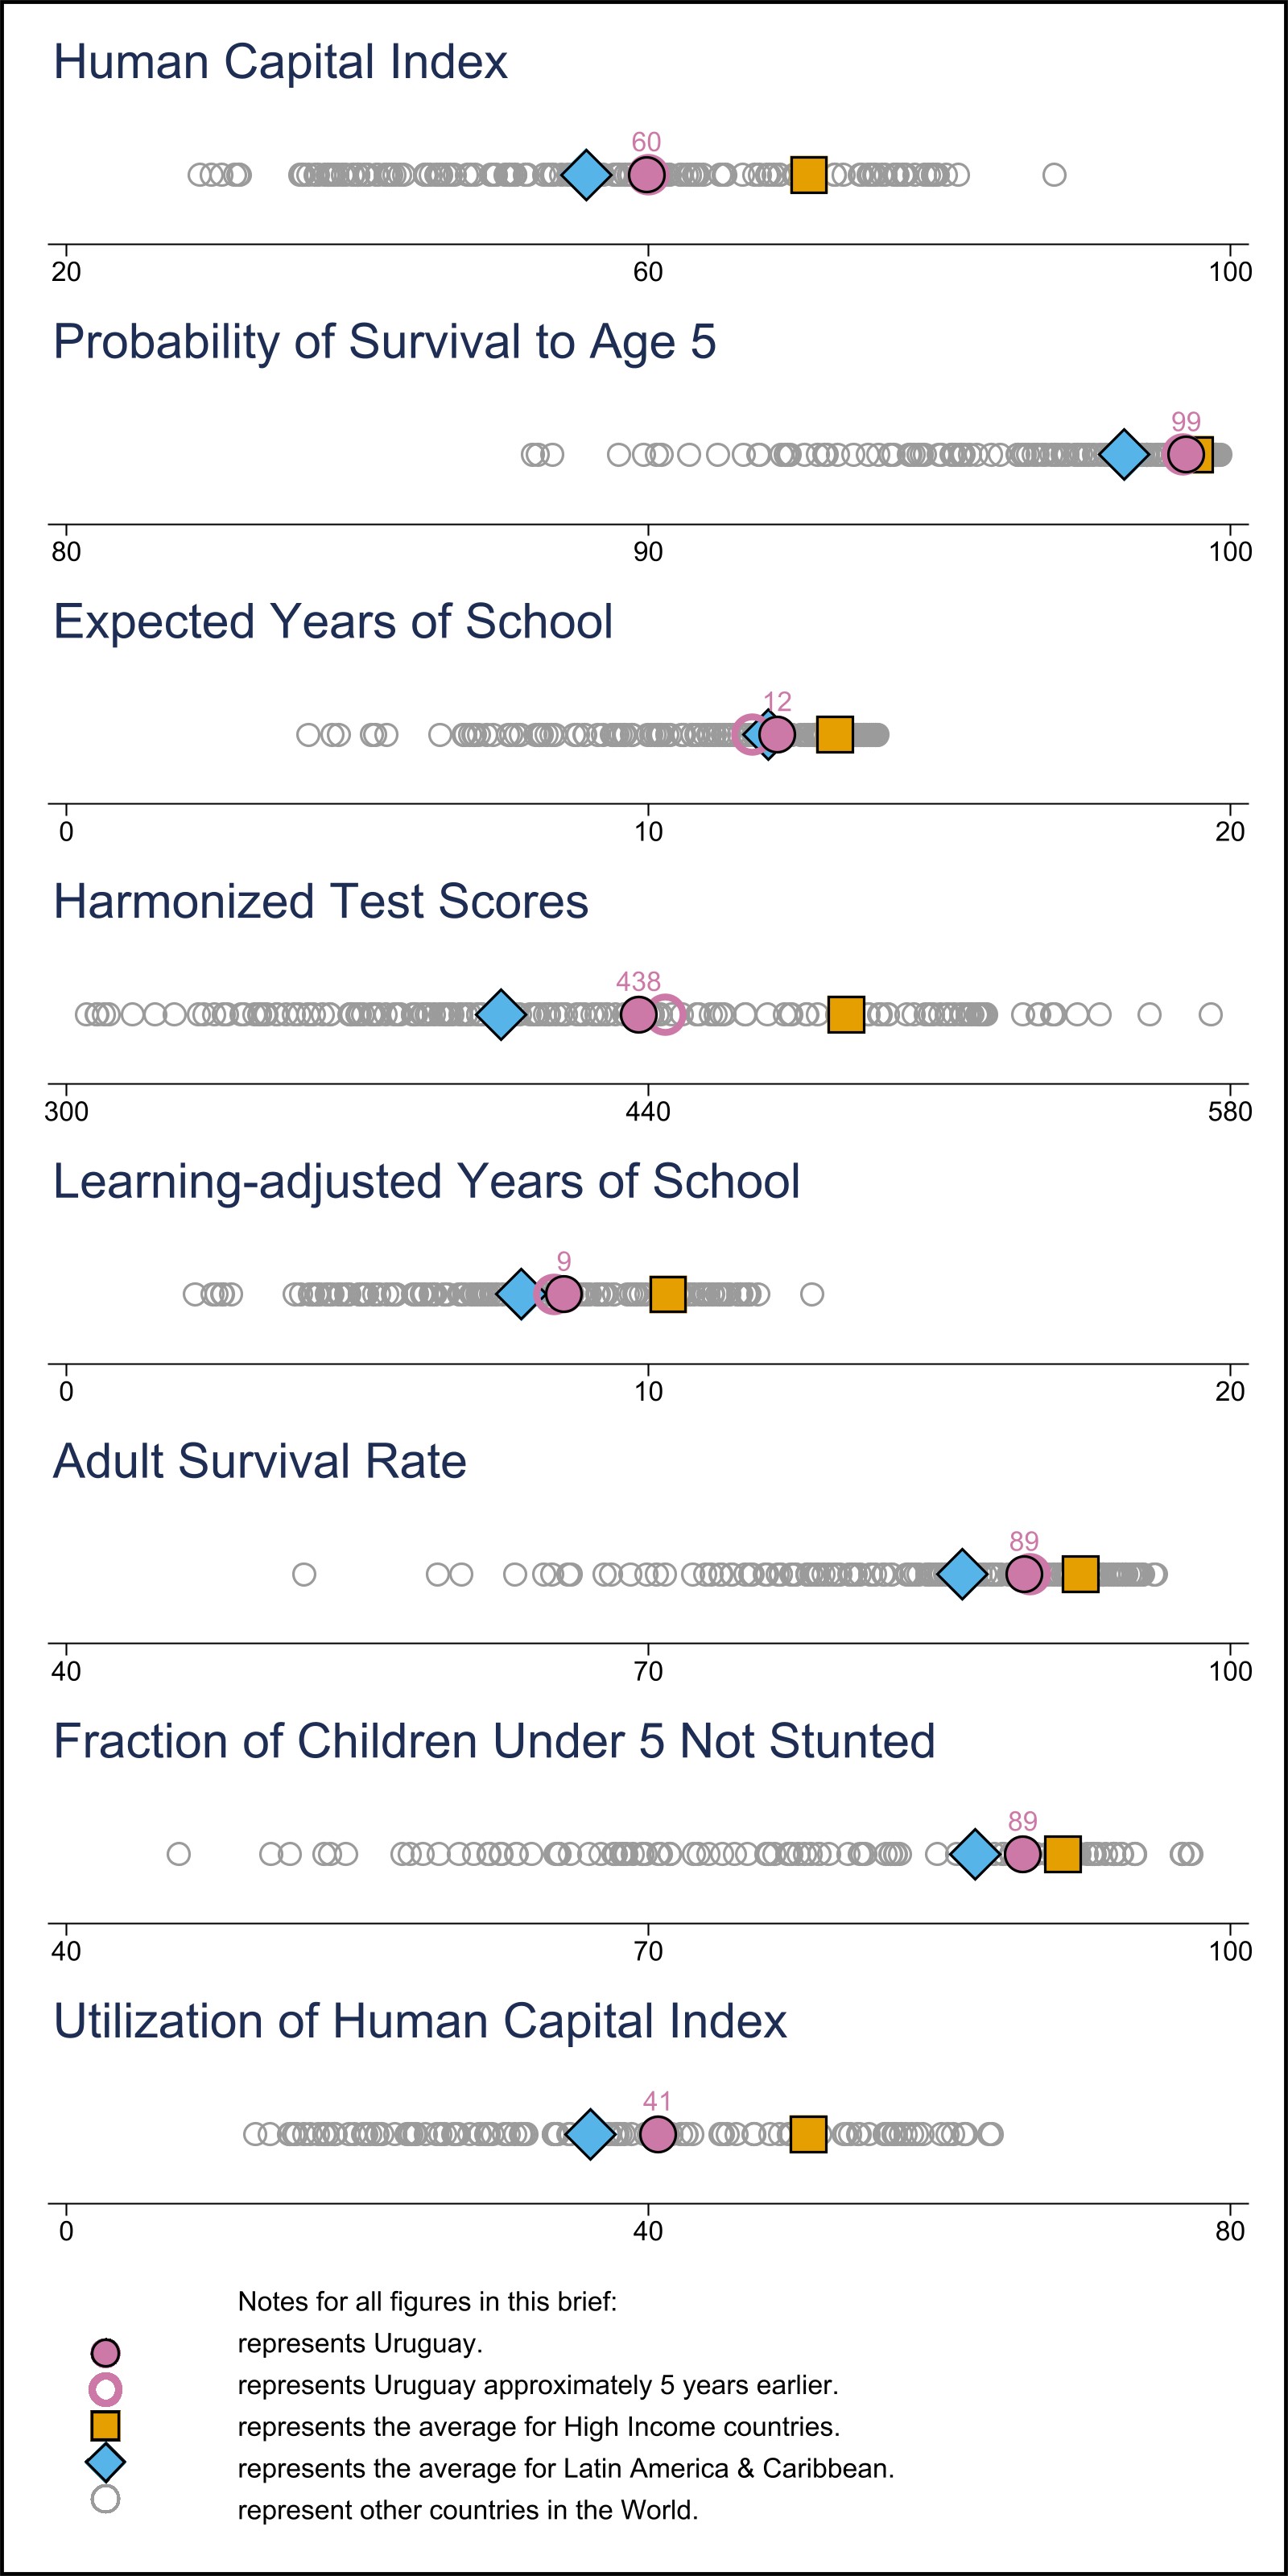 Human Capital Index
60
20 60 100
Probability of Survival to Age 5
99
80 90 100
Expected Years of School
12
0 10 20
Harmonized Test Scores
438
300 440 580
Learning-adjusted Years of School
9
0 10 20
Adult Survival Rate
89
40 70 100
Fraction of Children Under 5 Not Stunted
89
40 70 100
Utilization of Human Capital Index
41
0 40 80
Notes for all figures in this brief:
represents Uruguay.
represents Uruguay approximately 5 years earlier.
represents the average for High Income countries.
represents the average for Latin America & Caribbean.
represent other countries in the World.